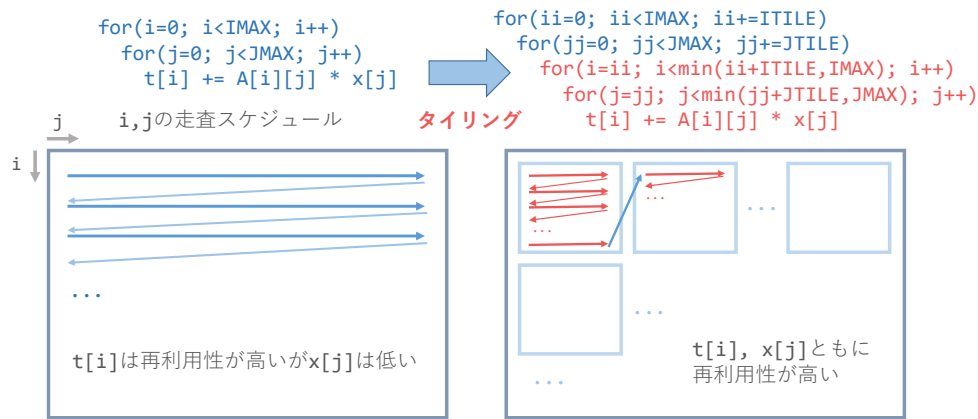 for(i=0; i<IMAX; i++)
for(j=0; j<JMAX; j++)
t[i] += A[i][j] * x[j]
for(ii=0; ii<IMAX; ii+=ITILE)
for(jj=0; jj<JMAX; jj+=JTILE)
for(i=ii; i<min(ii+ITILE,IMAX); i++)
for(j=jj; j<min(jj+JTILE,JMAX); j++)
t[i] += A[i][j] * x[j]
タイリング
j
i,jの走査スケジュール
i
...
t[i]は再利用性が高いがx[j]は低い
...
...
...
...
...
t[i], x[j]ともに
再利用性が高い